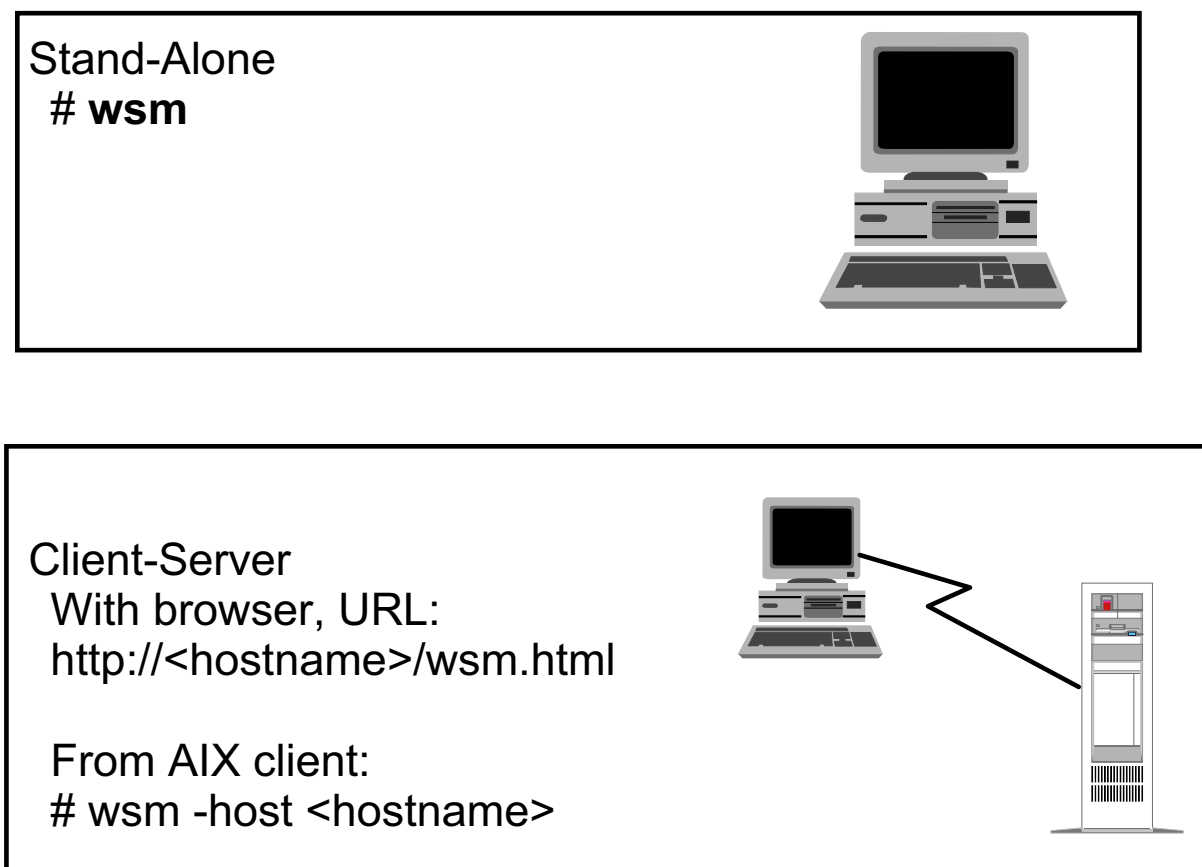 Stand-Alone
# wsm
Client-Server
With browser, URL:
http://<hostname>/wsm.html
From AIX client:
# wsm -host <hostname>